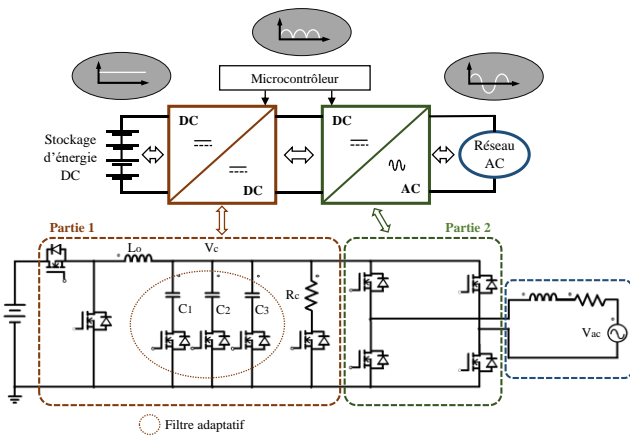 Microcontrôleur
DC
DC
DC
AC
Stockage
d'énergie
DC
Réseau
AC
Partie 1
Partie 2
Lo
Vc
C1
C2
C3
Rc
Vac
Filtre adaptatif